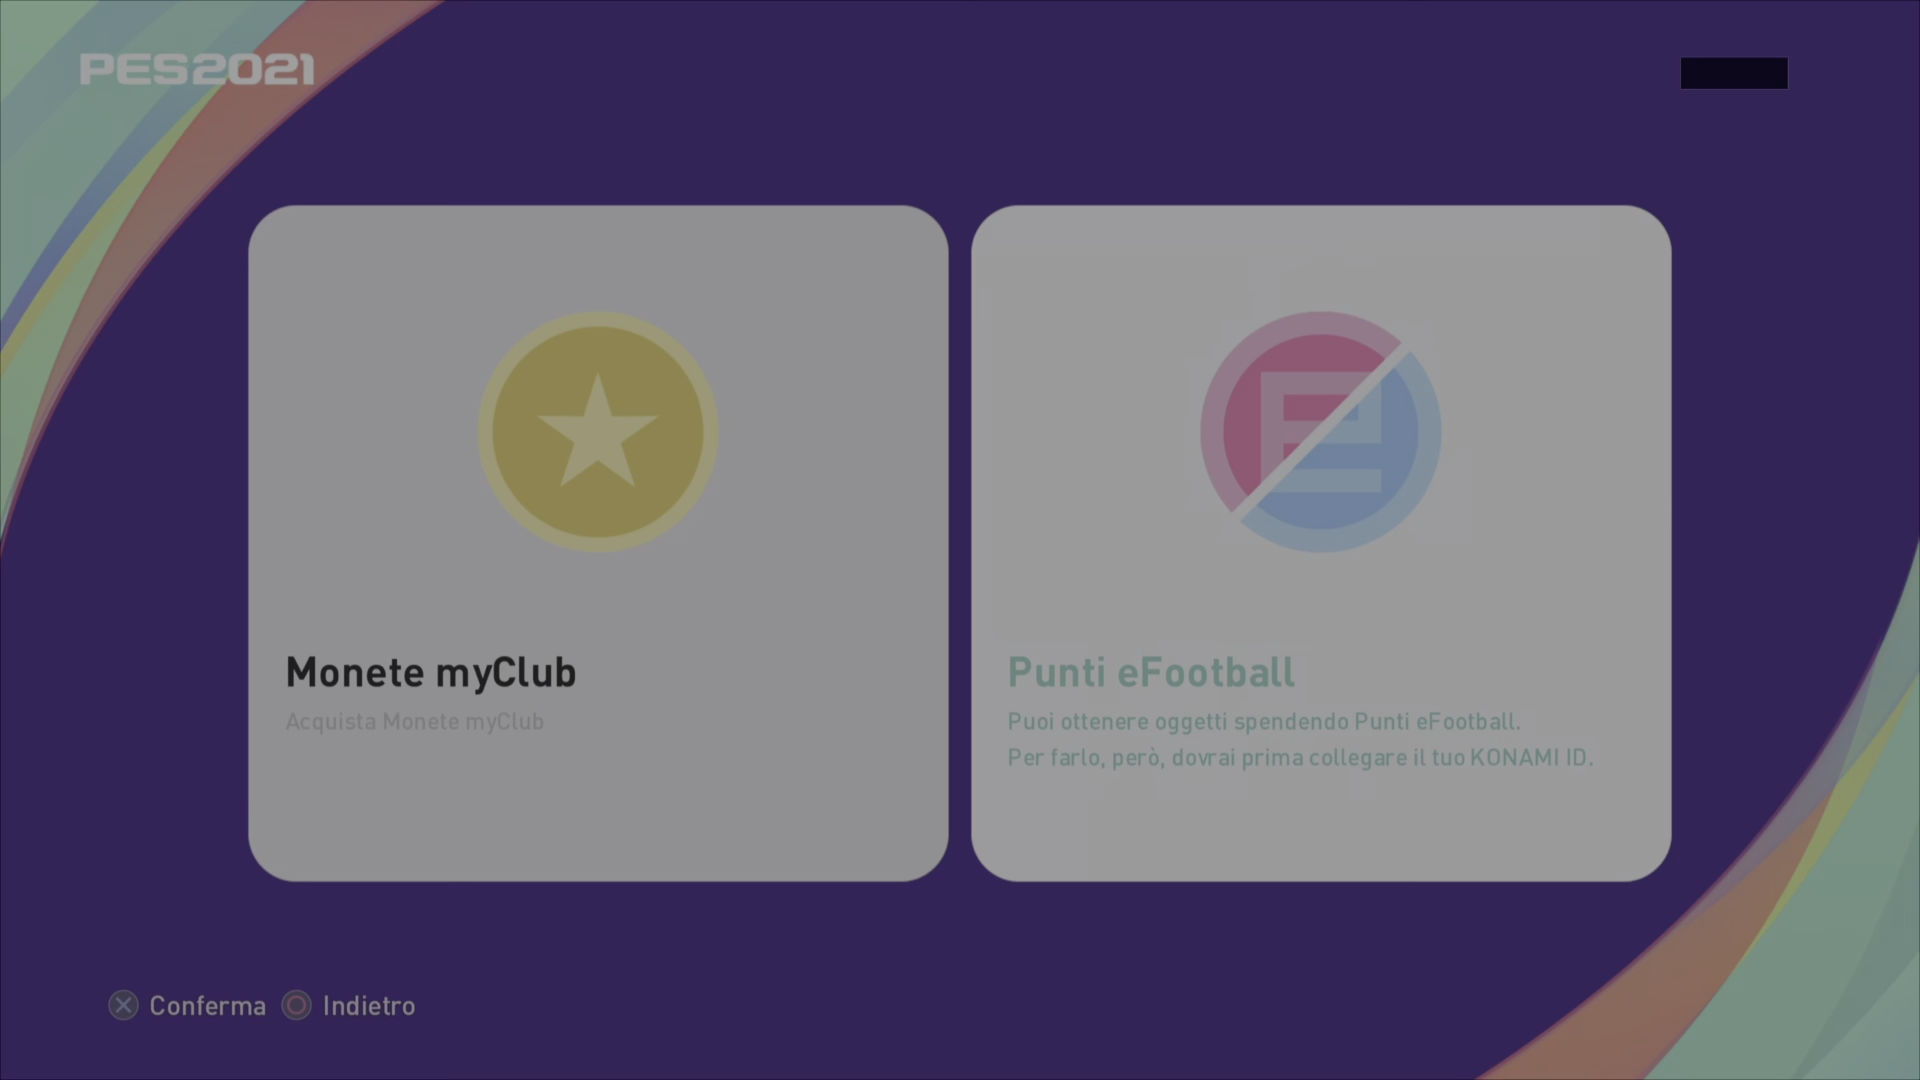 PES2021
Monete myClub
Acquista Monete myClub
Punti eFootball
Puoi ottenere oggetti spendendo Punti eFootball.
Per farlo, però, dovrai prima collegare il tuo KONAMI ID.
Conferma Indietro